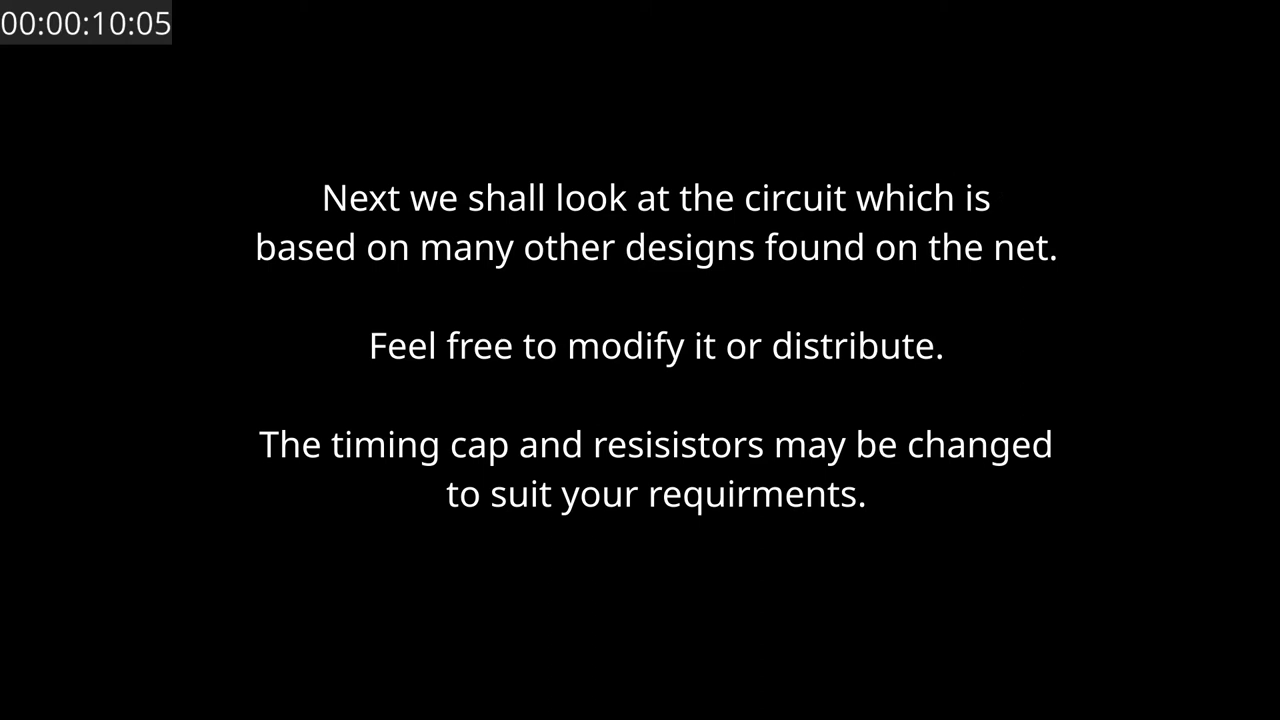 00:00:10:05
Next we shall look at the circuit which is
based on many other designs found on the net.
Feel free to modify it or distribute.
The timing cap and resisistors may be changed
to suit your requirments.